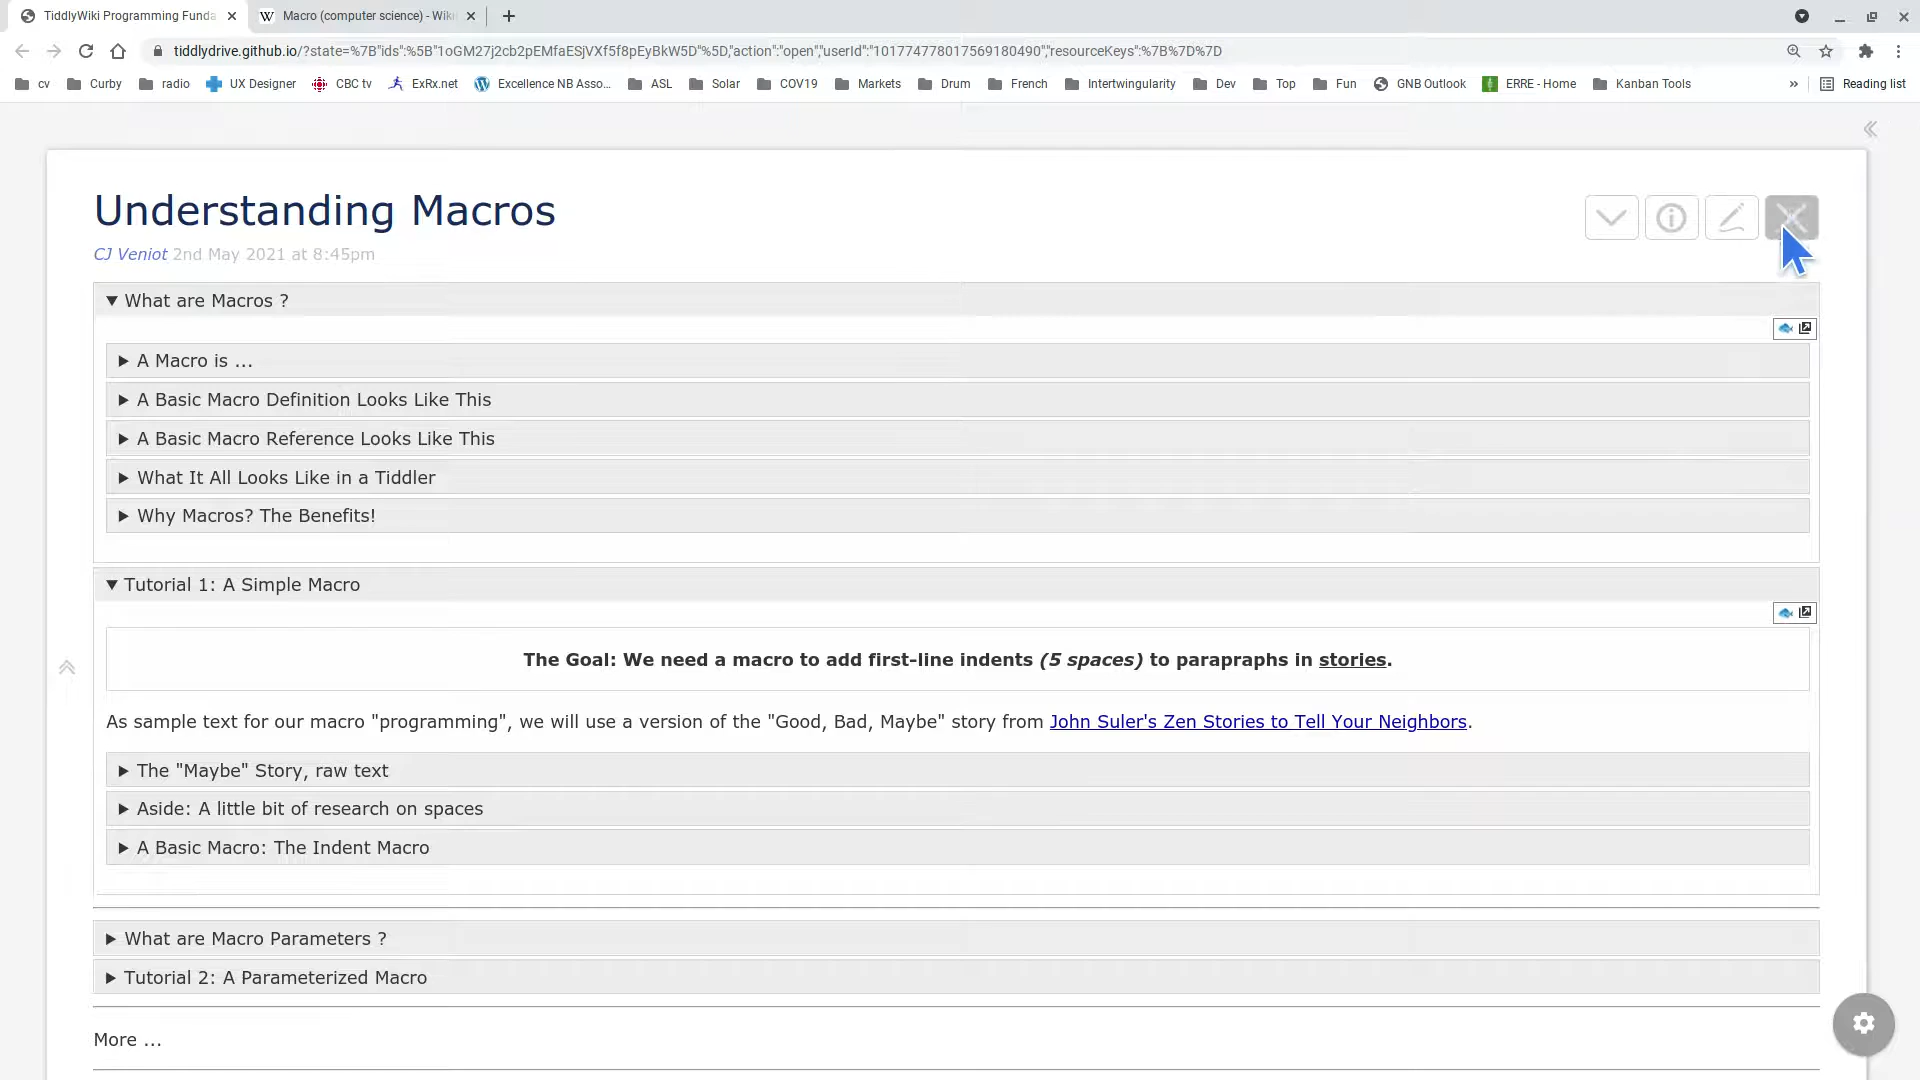 TiddlyWiki Programming Funda
Macro (computer science) - Wiki
tiddlydrive.github.io/?state=%7B"ids":%5B"1oGM27j2cb2pEMfaESjVXf5f8pEyBkW5D"%5D,"action":"open","userId":"101774778017569180490","resourceKeys":%7B%7D%7D
cv Curby radio UX Designer CBC tv ExRx.net Excellence NB Asso... ASL Solar COV19 Markets Drum French Intertwingularity Dev Top Fun GNB Outlook ERRE - Home Kanban Tools » Reading list
Understanding Macros
CJ Veniot 2nd May 2021 at 8:45pm
▼ What are Macros ?
▶ A Macro is ...
▶ A Basic Macro Definition Looks Like This
▶ A Basic Macro Reference Looks Like This
▶ What It All Looks Like in a Tiddler
▶ Why Macros? The Benefits!
▼ Tutorial 1: A Simple Macro
The Goal: We need a macro to add first-line indents (5 spaces) to parapraphs in stories.
As sample text for our macro "programming", we will use a version of the "Good, Bad, Maybe" story from John Suler's Zen Stories to Tell Your Neighbors.
▶ The "Maybe" Story, raw text
▶ Aside: A little bit of research on spaces
▶ A Basic Macro: The Indent Macro
▶ What are Macro Parameters ?
▶ Tutorial 2: A Parameterized Macro
More ...